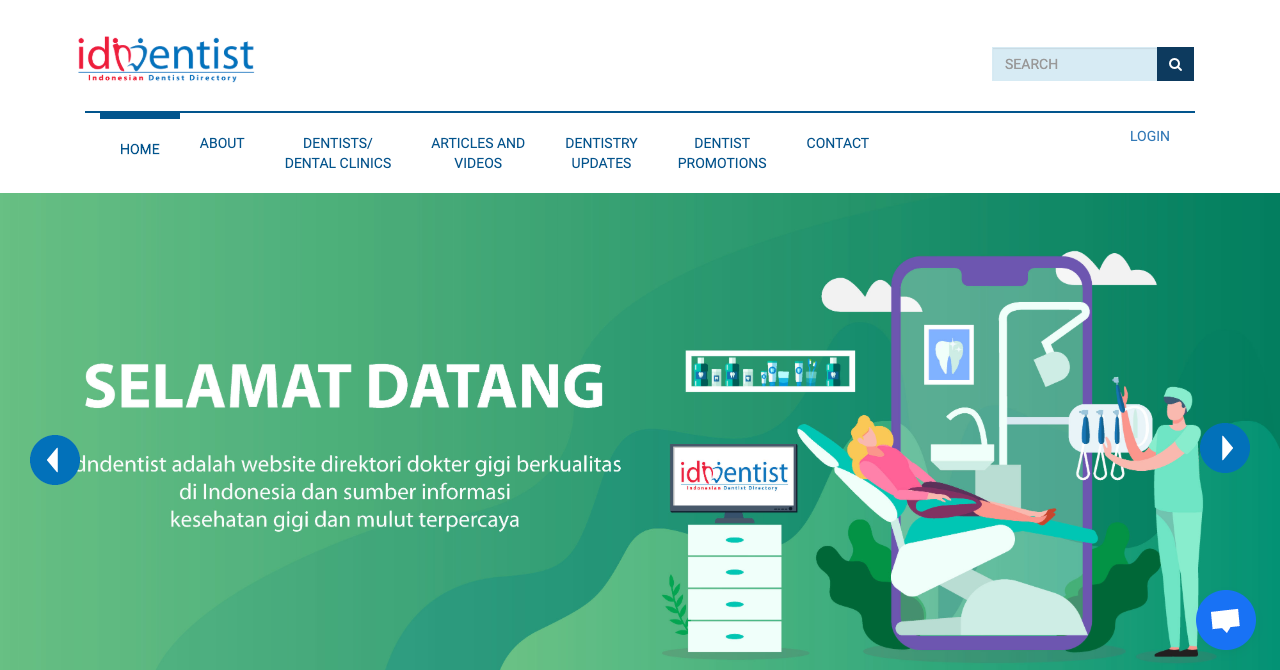 identist
Indonesian Dentist Directory
SEARCH
HOME
ABOUT
DENTISTS/
DENTAL CLINICS
ARTICLES AND
VIDEOS
DENTISTRY
UPDATES
DENTIST
PROMOTIONS
CONTACT
LOGIN
SELAMAT DATANG
dndentist adalah website direktori dokter gigi berkualitas
di Indonesia dan sumber informasi
kesehatan gigi dan mulut terpercaya
identist
Indonesian Dentist Directory